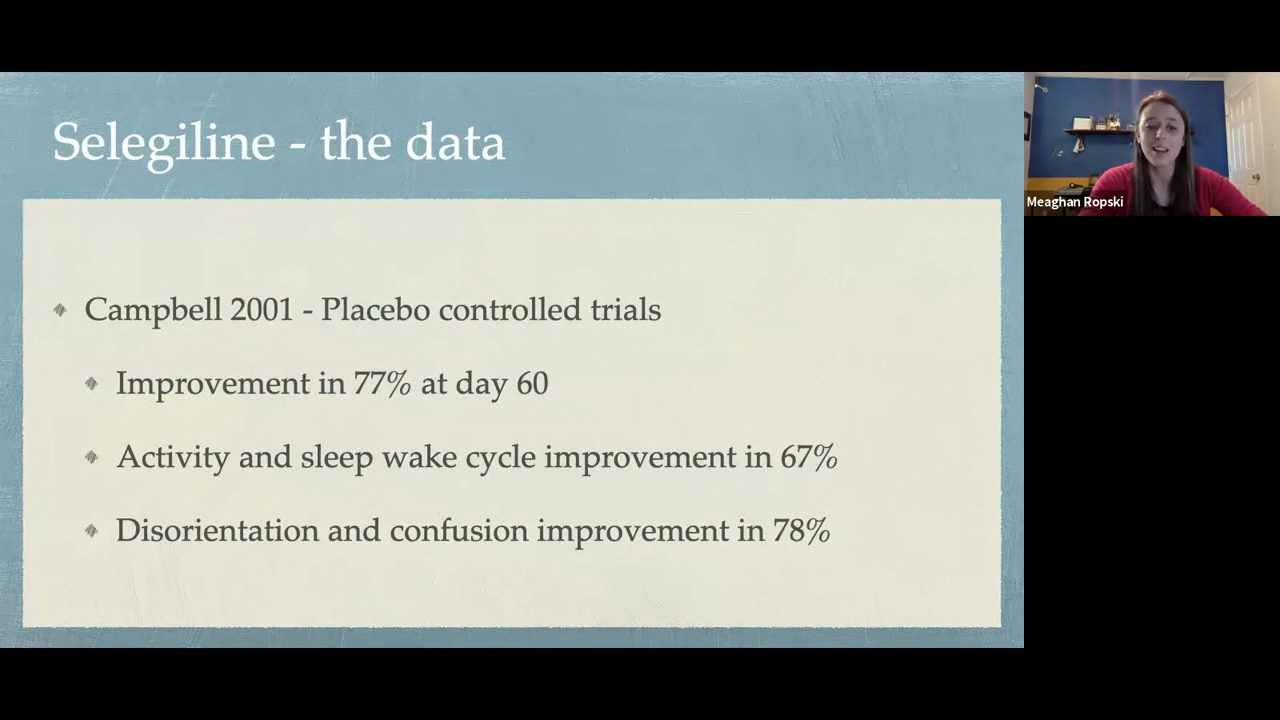 Selegiline - the data
Campbell 2001 - Placebo controlled trials
Improvement in 77% at day 60
Activity and sleep wake cycle improvement in 67%
Disorientation and confusion improvement in 78%
Meaghan Ropski